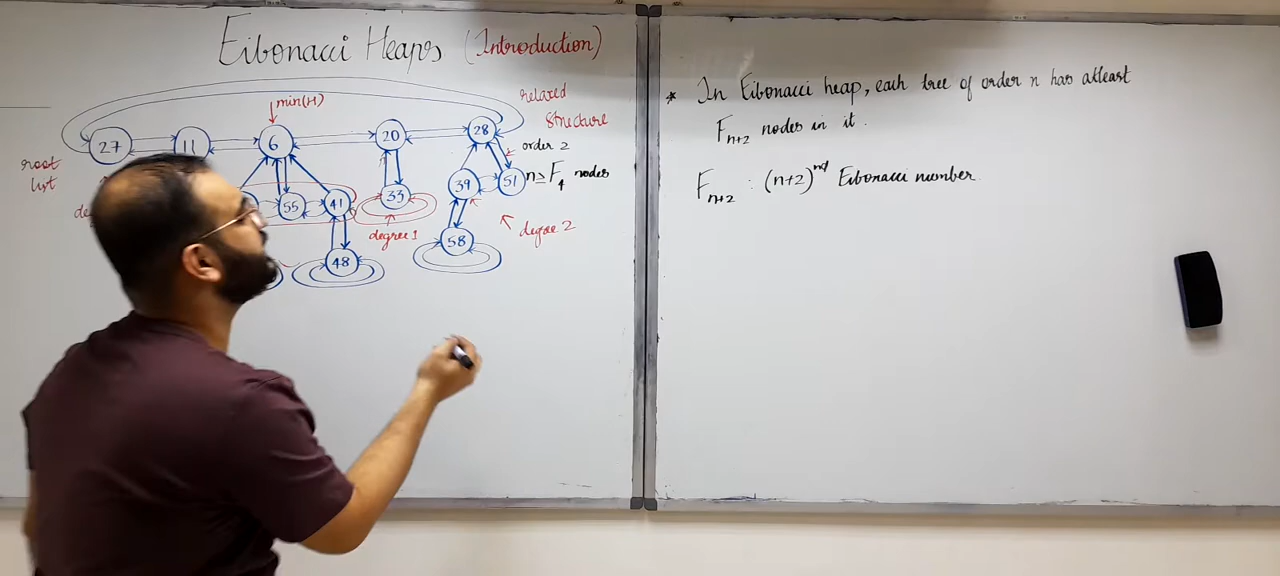 Fibonacci Heaps (Introduction)
min(H)
relaxed
structure
27 11 6 20 28
order 2
root
list
n ≥ F4 nodes
55 41 33 39 51
degree 1
degree 2
48 58
* In Fibonacci heap, each tree of order n has atleast
Fn+2 nodes in it.
Fn+2 : (n+2)nd Fibonacci number.